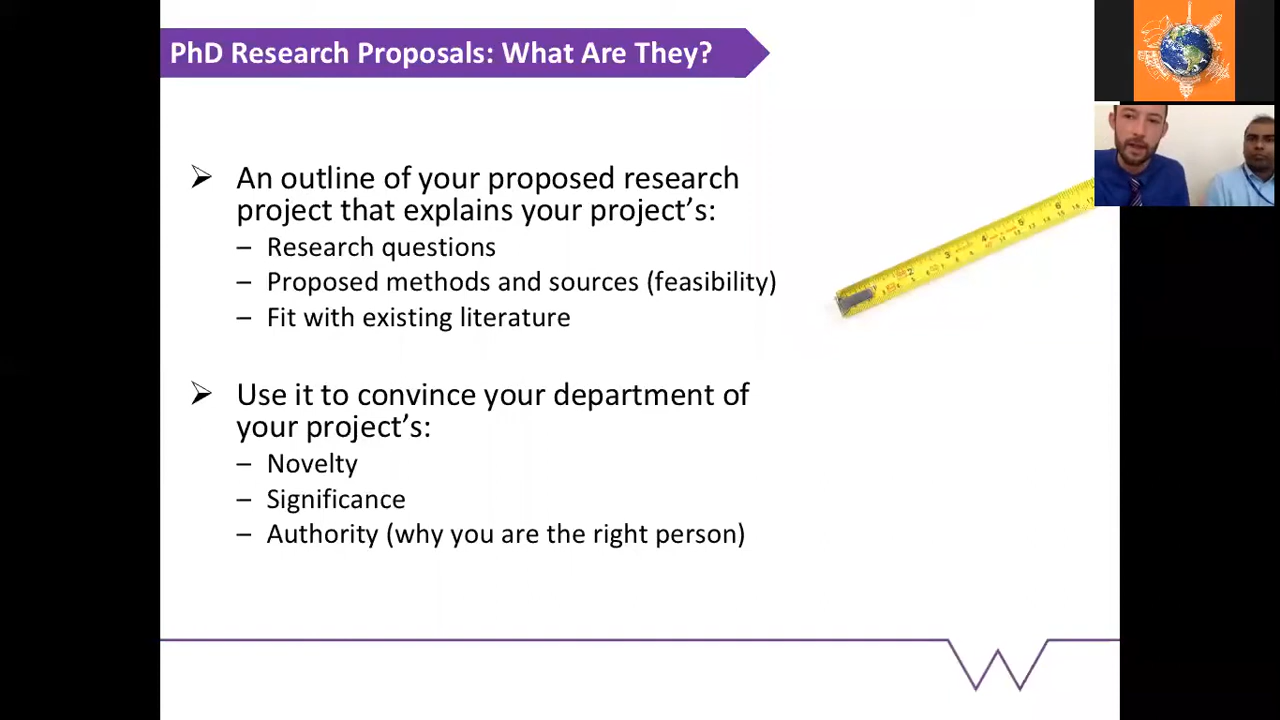 PhD Research Proposals: What Are They?
➢ An outline of your proposed research
project that explains your project's:
– Research questions
– Proposed methods and sources (feasibility)
– Fit with existing literature
➢ Use it to convince your department of
your project's:
– Novelty
– Significance
– Authority (why you are the right person)